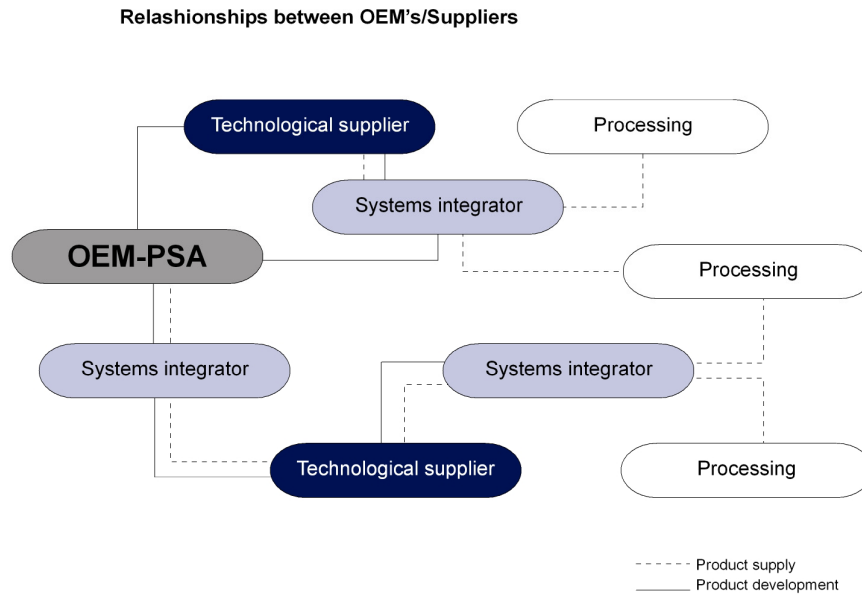 Relashionships between OEM's/Suppliers
Technological supplier
Processing
Systems integrator
OEM-PSA
Processing
Systems integrator
Systems integrator
Technological supplier
Processing
Product supply
Product development